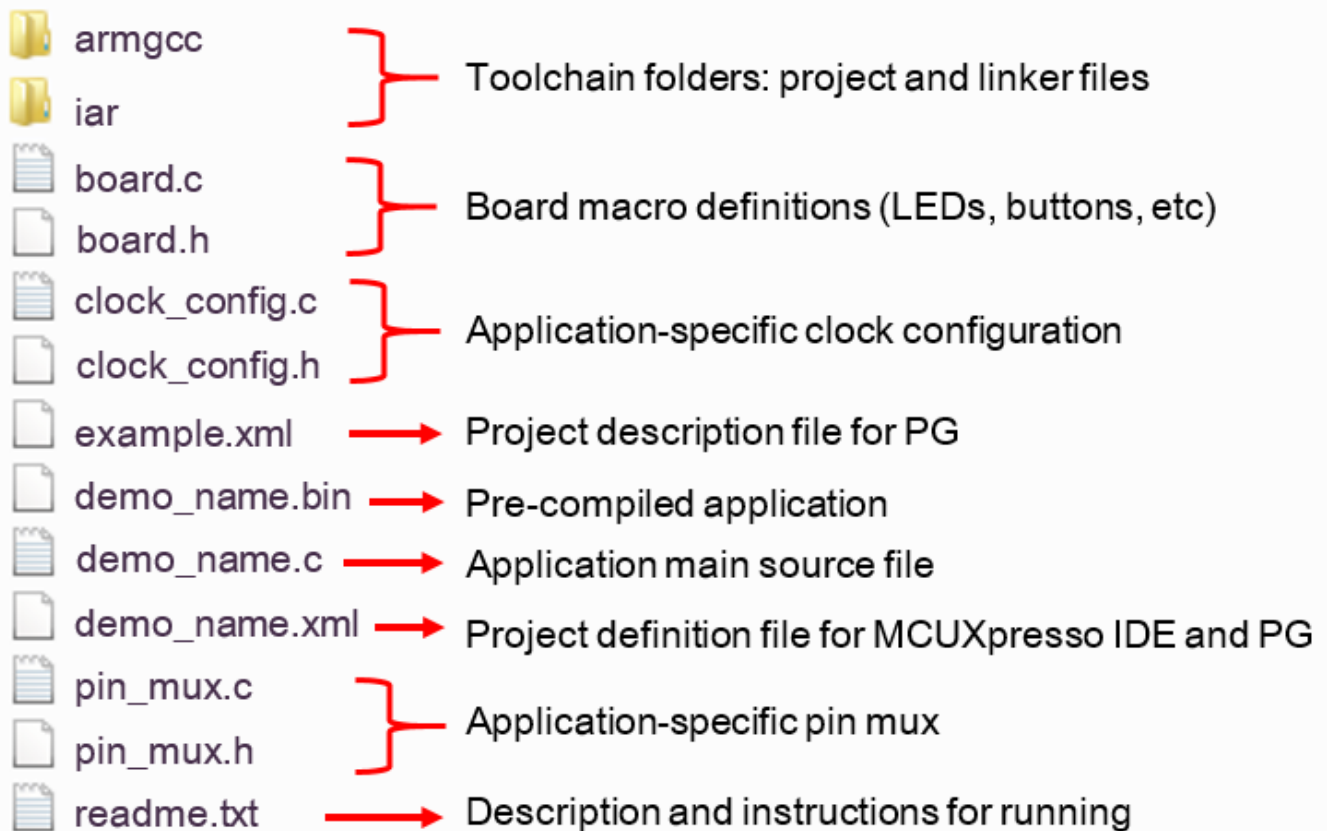 armgcc
Toolchain folders: project and linker files
iar
board.c
Board macro definitions (LEDs, buttons, etc)
board.h
clock_config.c
Application-specific clock configuration
clock_config.h
example.xml
Project description file for PG
demo_name.bin
Pre-compiled application
demo_name.c
Application main source file
demo_name.xml
Project definition file for MCUXpresso IDE and PG
pin_mux.c
Application-specific pin mux
pin_mux.h
readme.txt
Description and instructions for running